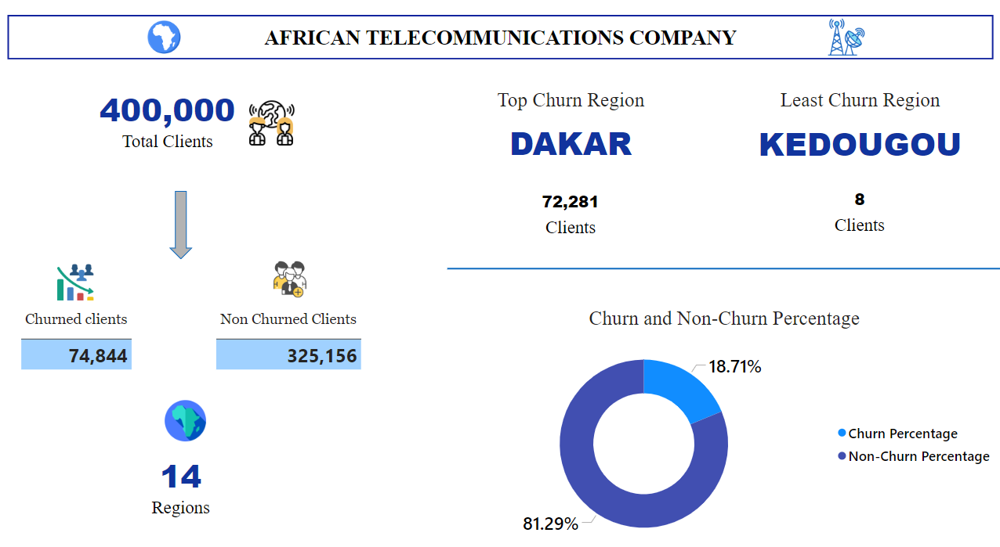 AFRICAN TELECOMMUNICATIONS COMPANY
400,000
Total Clients
Churned clients
74,844
Non Churned Clients
325,156
14
Regions
Top Churn Region
DAKAR
72,281
Clients
Least Churn Region
KEDOUGOU
8
Clients
Churn and Non-Churn Percentage
18.71%
81.29%
Churn Percentage
Non-Churn Percentage